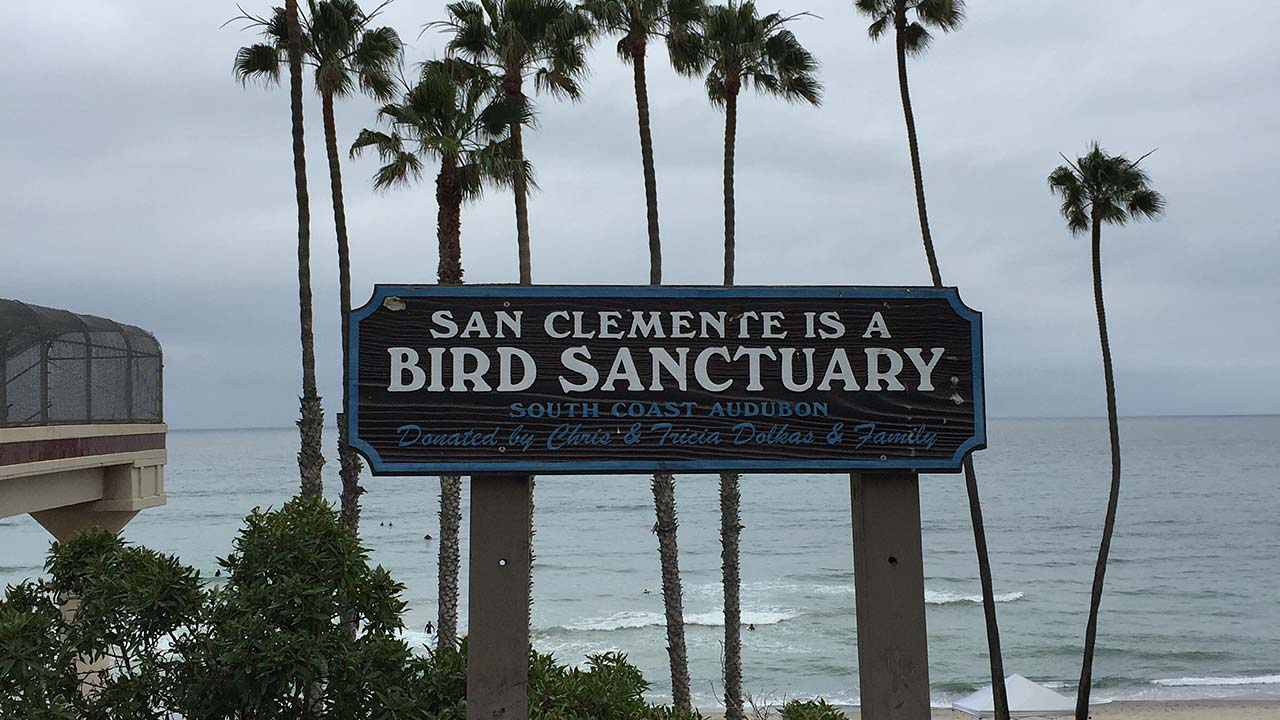 SAN CLEMENTE IS A
BIRD SANCTUARY
SOUTH COAST AUDUBON
Donated by Chris & Tricia Dolkas & Family